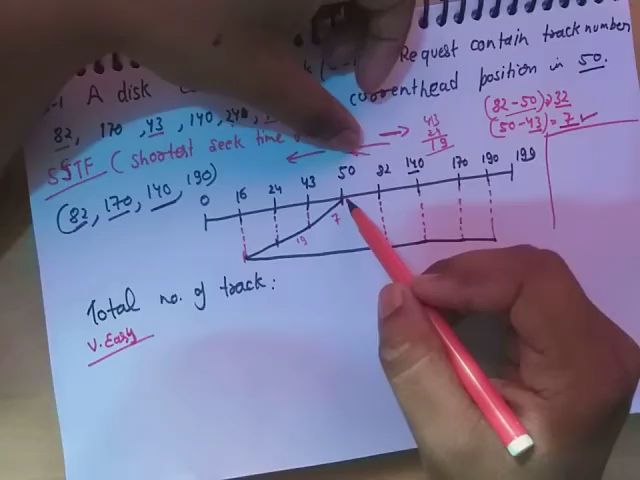 -1 A disk Request contain track number
82, 170, 43, 140, 24, current head position in 50.
SSTF (shortest seek time
(82, 170, 140, 190)
43
24
19
(82-50)=32
(50-43)=7 ✓
0 16 24 43 50 82 140 170 190 199
19 7
Total no. of track:
V. Easy